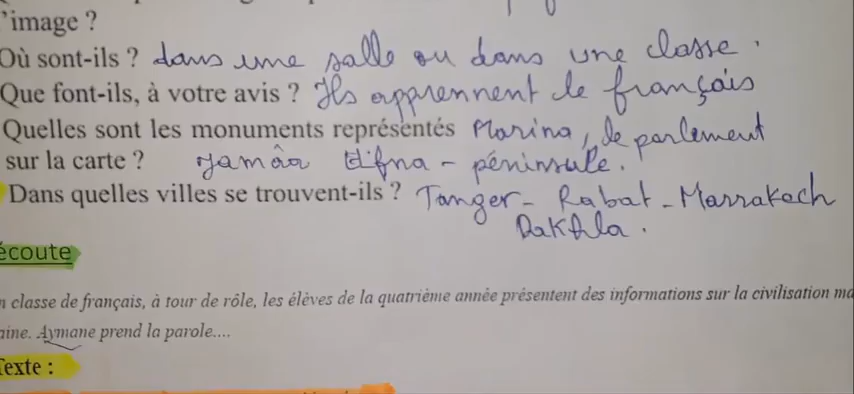 l'image ?
Où sont-ils ? dans une salle ou dans une classe.
Que font-ils, à votre avis ? Ils apprennent le français
Quelles sont les monuments représentés Marina, le parlement
sur la carte ? Jamâa El fna - péninsule.
Dans quelles villes se trouvent-ils ? Tanger - Rabat - Marrakech
Dakhla.
écoute
n classe de français, à tour de rôle, les élèves de la quatrième année présentent des informations sur la civilisation ma
aine. Aymane prend la parole....
Texte :